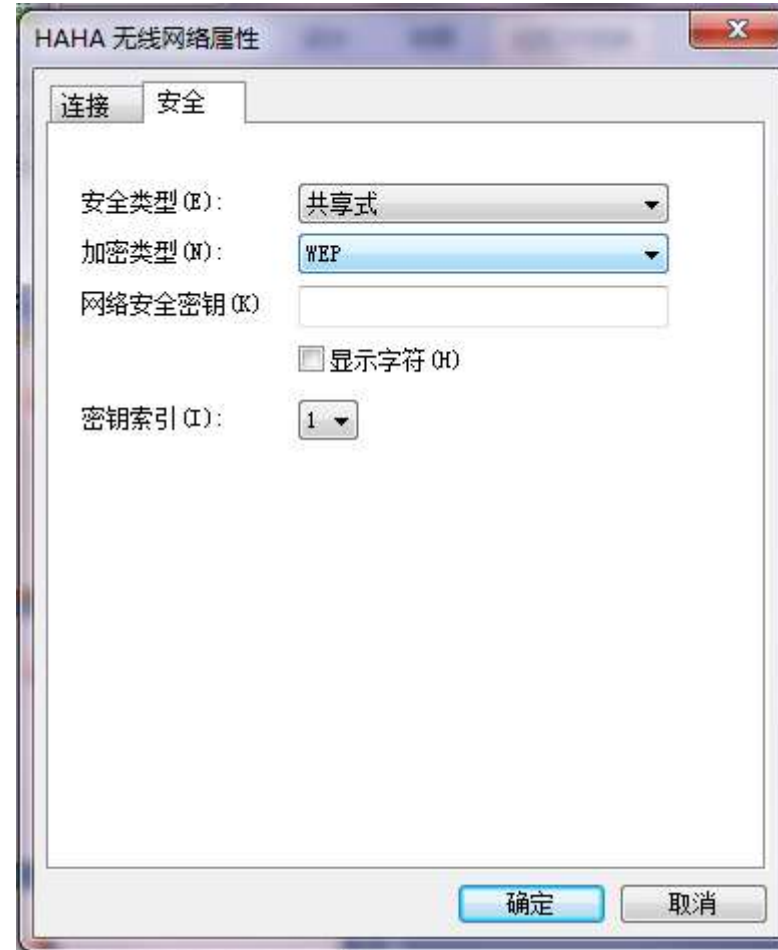 HAHA 无线网络属性
连接 安全
安全类型(E): 共享式
加密类型(N): WEP
网络安全密钥(K)
显示字符(H)
密钥索引(I): 1
确定 取消